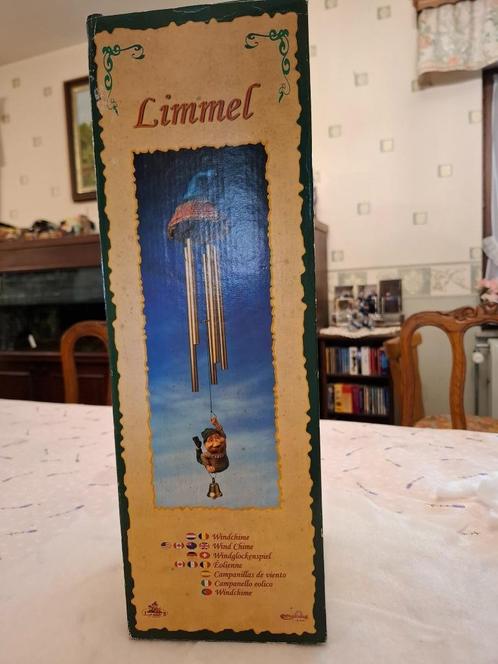 Limmel
Windchime
Wind Chime
Windglockenspiel
Éolienne
Campanillas de viento
Campanello eolico
Windchime